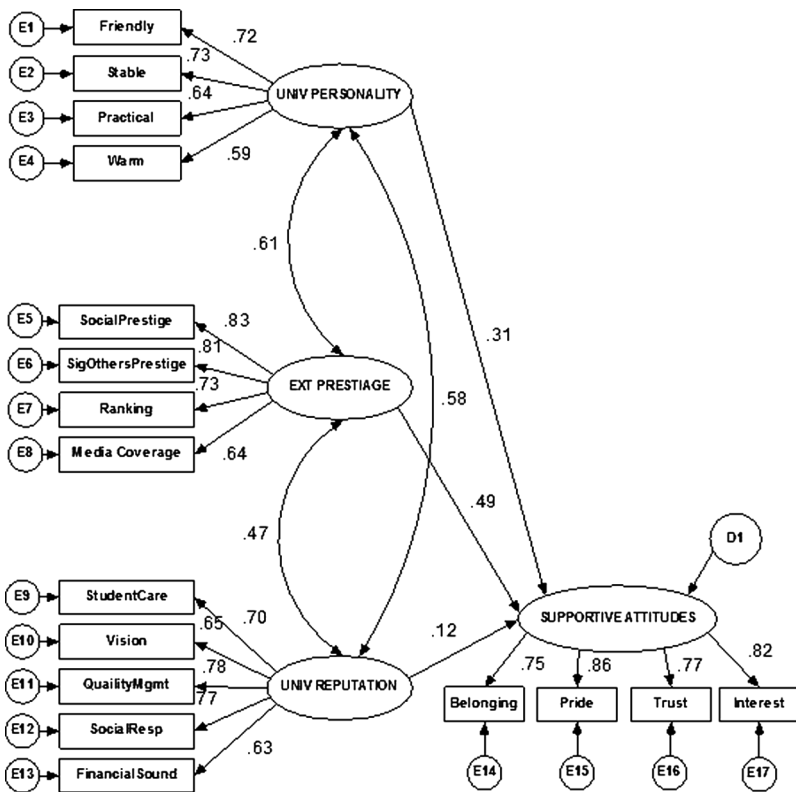 E1 Friendly .72
.73
E2 Stable
UNIV PERSONALITY
.64
E3 Practical
E4 Warm .59
.61
E5 SocialPrestige .83
.31
.81
E6 SigOthersPrestige
.73
EXT PRESTIAGE
.58
E7 Ranking
E8 Media Coverage .64
.49
.47
D1
E9 StudentCare
.70
.65
SUPPORTIVE ATTITUDES
E10 Vision
.12
.78
.75 .86 .77 .82
E11 QuailityMgmt
UNIV REPUTATION
.77
Belonging Pride Trust Interest
E12 SocialResp
.63
E13 FinancialSound
E14 E15 E16 E17